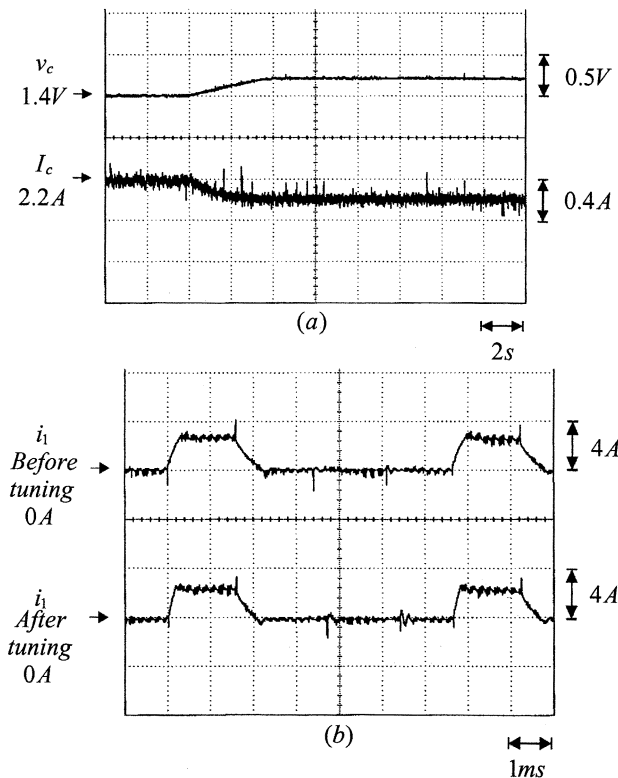 v_c
1.4V
0.5V
I_c
2.2A
0.4A
(a)
2s
i_1
Before
tuning
0A
4A
i_1
After
tuning
0A
4A
(b)
1ms